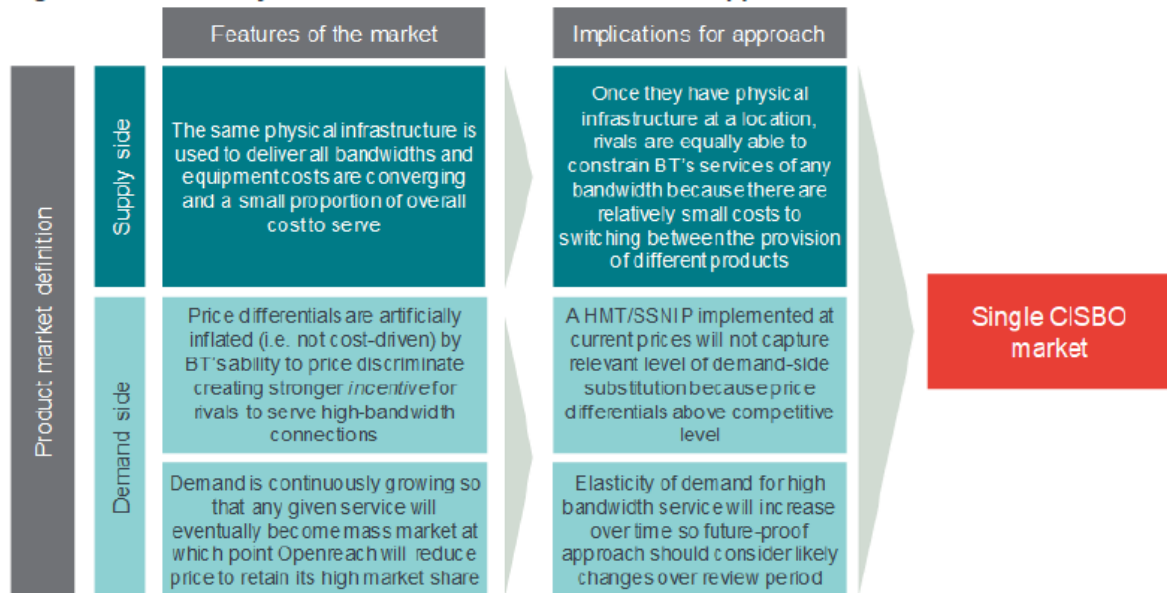 Features of the market
Implications for approach
Product market definition
Supply side
The same physical infrastructure is
used to deliver all bandwidths and
equipment costs are converging
and a small proportion of overall
cost to serve
Once they have physical
infrastructure at a location,
rivals are equally able to
constrain BT's services of any
bandwidth because there are
relatively small costs to
switching between the provision
of different products
Demand side
Price differentials are artificially
inflated (i.e. not cost-driven) by
BT's ability to price discriminate
creating stronger incentive for
rivals to serve high-bandwidth
connections
A HMT/SSNIP implemented at
current prices will not capture
relevant level of demand-side
substitution because price
differentials above competitive
level
Demand is continuously growing so
that any given service will
eventually become mass market at
which point Openreach will reduce
price to retain its high market share
Elasticity of demand for high
bandwidth service will increase
over time so future-proof
approach should consider likely
changes over review period
Single CISBO
market